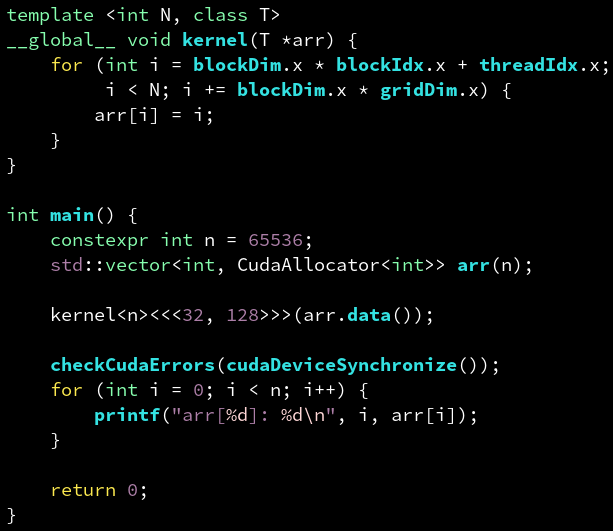 template <int N, class T>
__global__ void kernel(T *arr) {
    for (int i = blockDim.x * blockIdx.x + threadIdx.x;
         i < N; i += blockDim.x * gridDim.x) {
        arr[i] = i;
    }
}

int main() {
    constexpr int n = 65536;
    std::vector<int, CudaAllocator<int>> arr(n);

    kernel<n><<<32, 128>>>(arr.data());

    checkCudaErrors(cudaDeviceSynchronize());
    for (int i = 0; i < n; i++) {
        printf("arr[%d]: %d\n", i, arr[i]);
    }

    return 0;
}